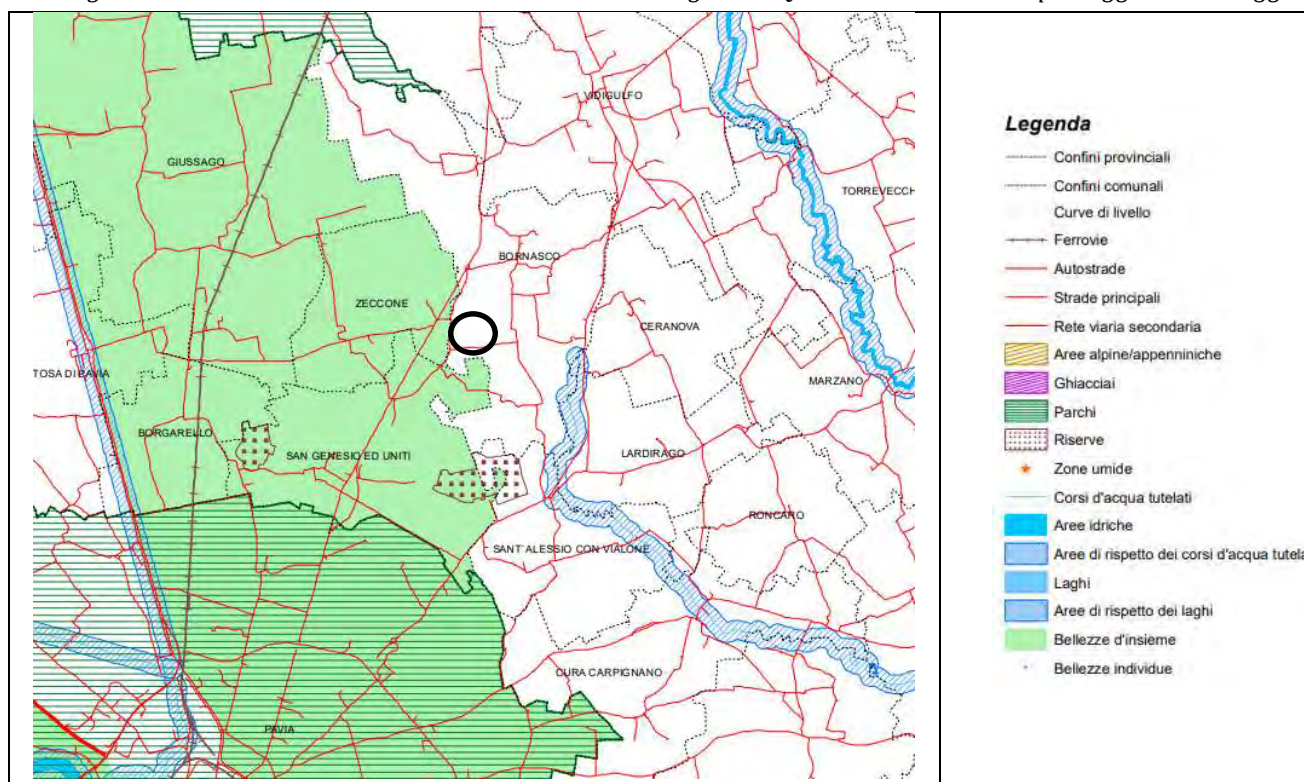 VIDIGULFO
GIUSSAGO
TORREVECCH
BORNASCO
ZECCONE
CERANOVA
TOSA DI PAVIA
MARZANO
BORGARELLO
SAN GENESIO ED UNITI
LARDIRAGO
RONCARO
SANT'ALESSIO CON VIALONE
CURA CARPIGNANO
PAVIA
Legenda
Confini provinciali
Confini comunali
Curve di livello
Ferrovie
Autostrade
Strade principali
Rete viaria secondaria
Aree alpine/appenniniche
Ghiacciai
Parchi
Riserve
Zone umide
Corsi d'acqua tutelati
Aree idriche
Aree di rispetto dei corsi d'acqua tutela
Laghi
Aree di rispetto dei laghi
Bellezze d'insieme
Bellezze individue